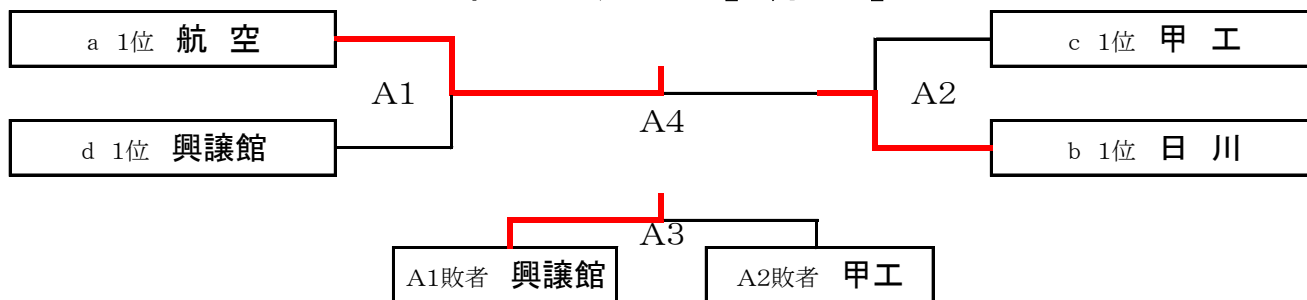 a 1位 航 空
c 1位 甲 工
A1
A2
A4
d 1位 興譲館
b 1位 日 川
A3
A1敗者 興譲館
A2敗者 甲工